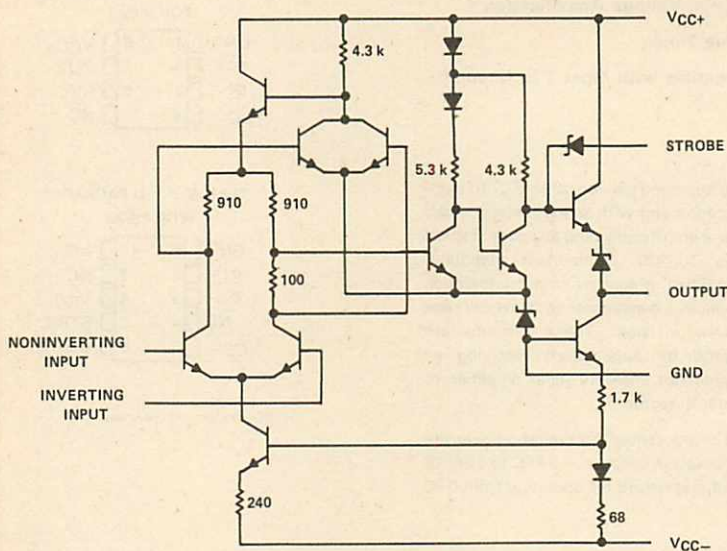 VCC+
4.3 k
STROBE
5.3 k
4.3 k
910
910
100
OUTPUT
NONINVERTING
INPUT
GND
INVERTING
INPUT
1.7 k
240
68
VCC−